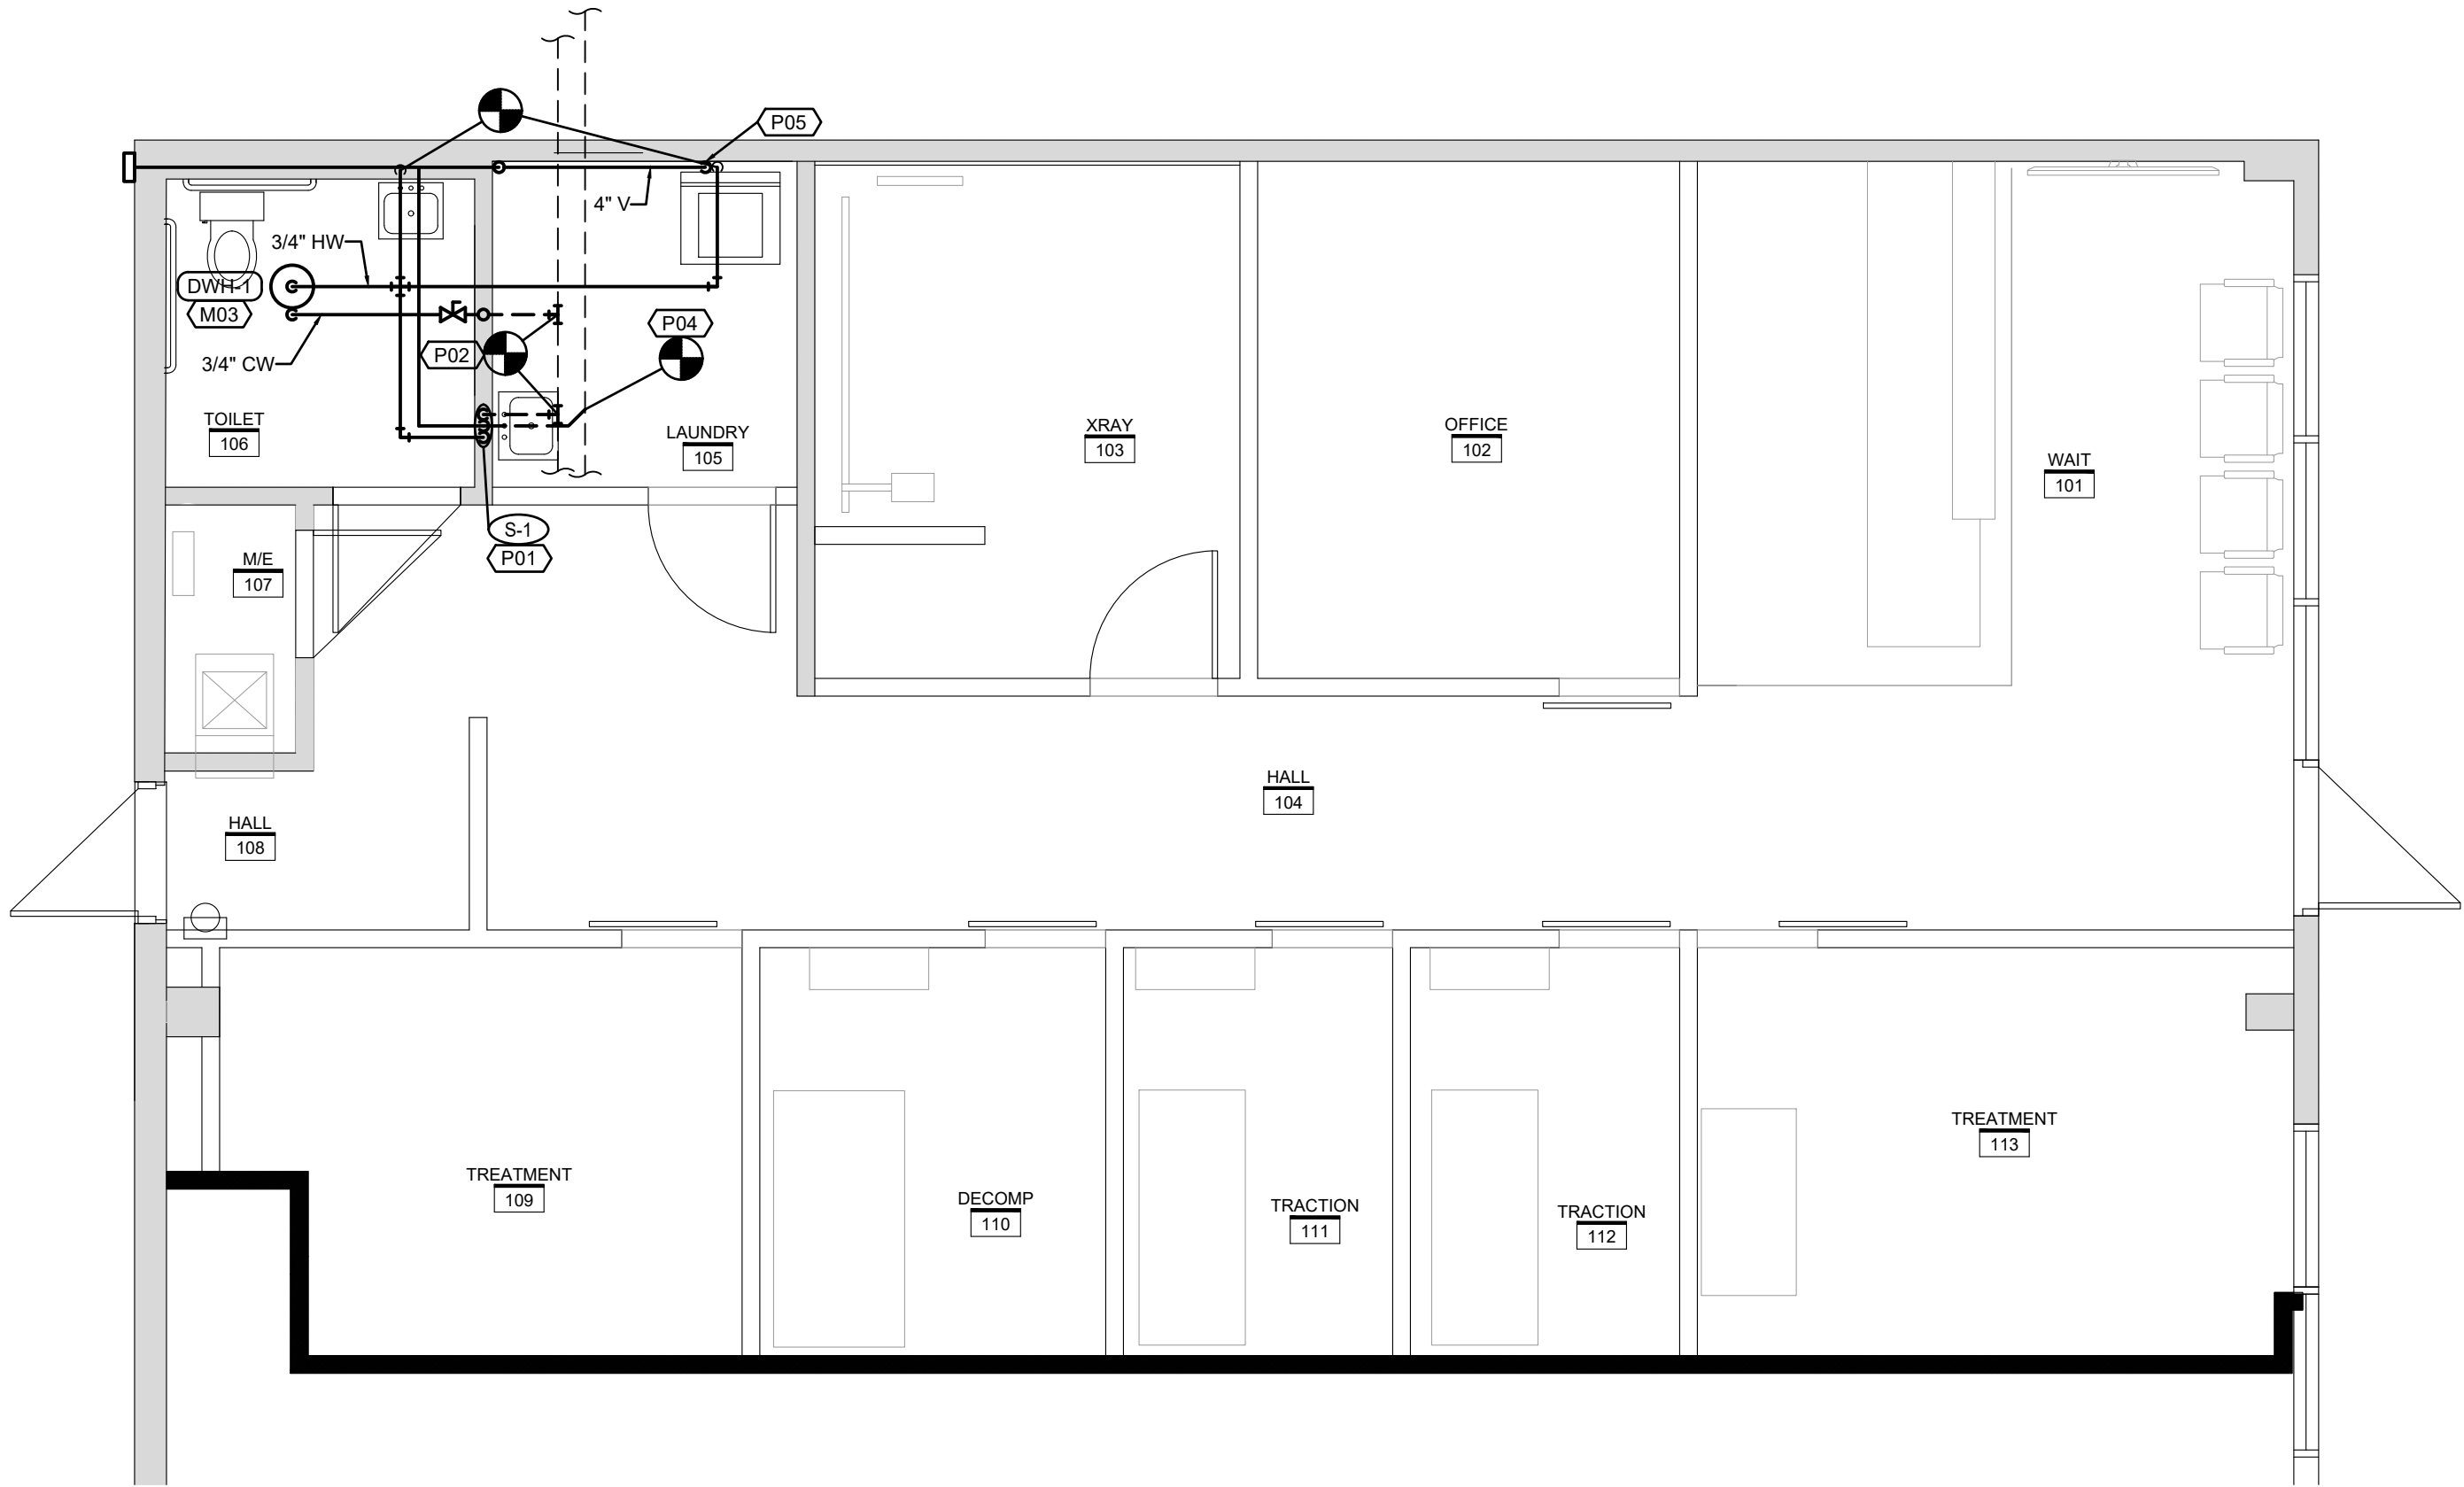 P05
4" V
3/4" HW
DWH-1
M03
P04
P02
3/4" CW
TOILET
106
LAUNDRY
105
XRAY
103
OFFICE
102
WAIT
101
S-1
P01
M/E
107
HALL
104
HALL
108
TREATMENT
109
DECOMP
110
TRACTION
111
TRACTION
112
TREATMENT
113